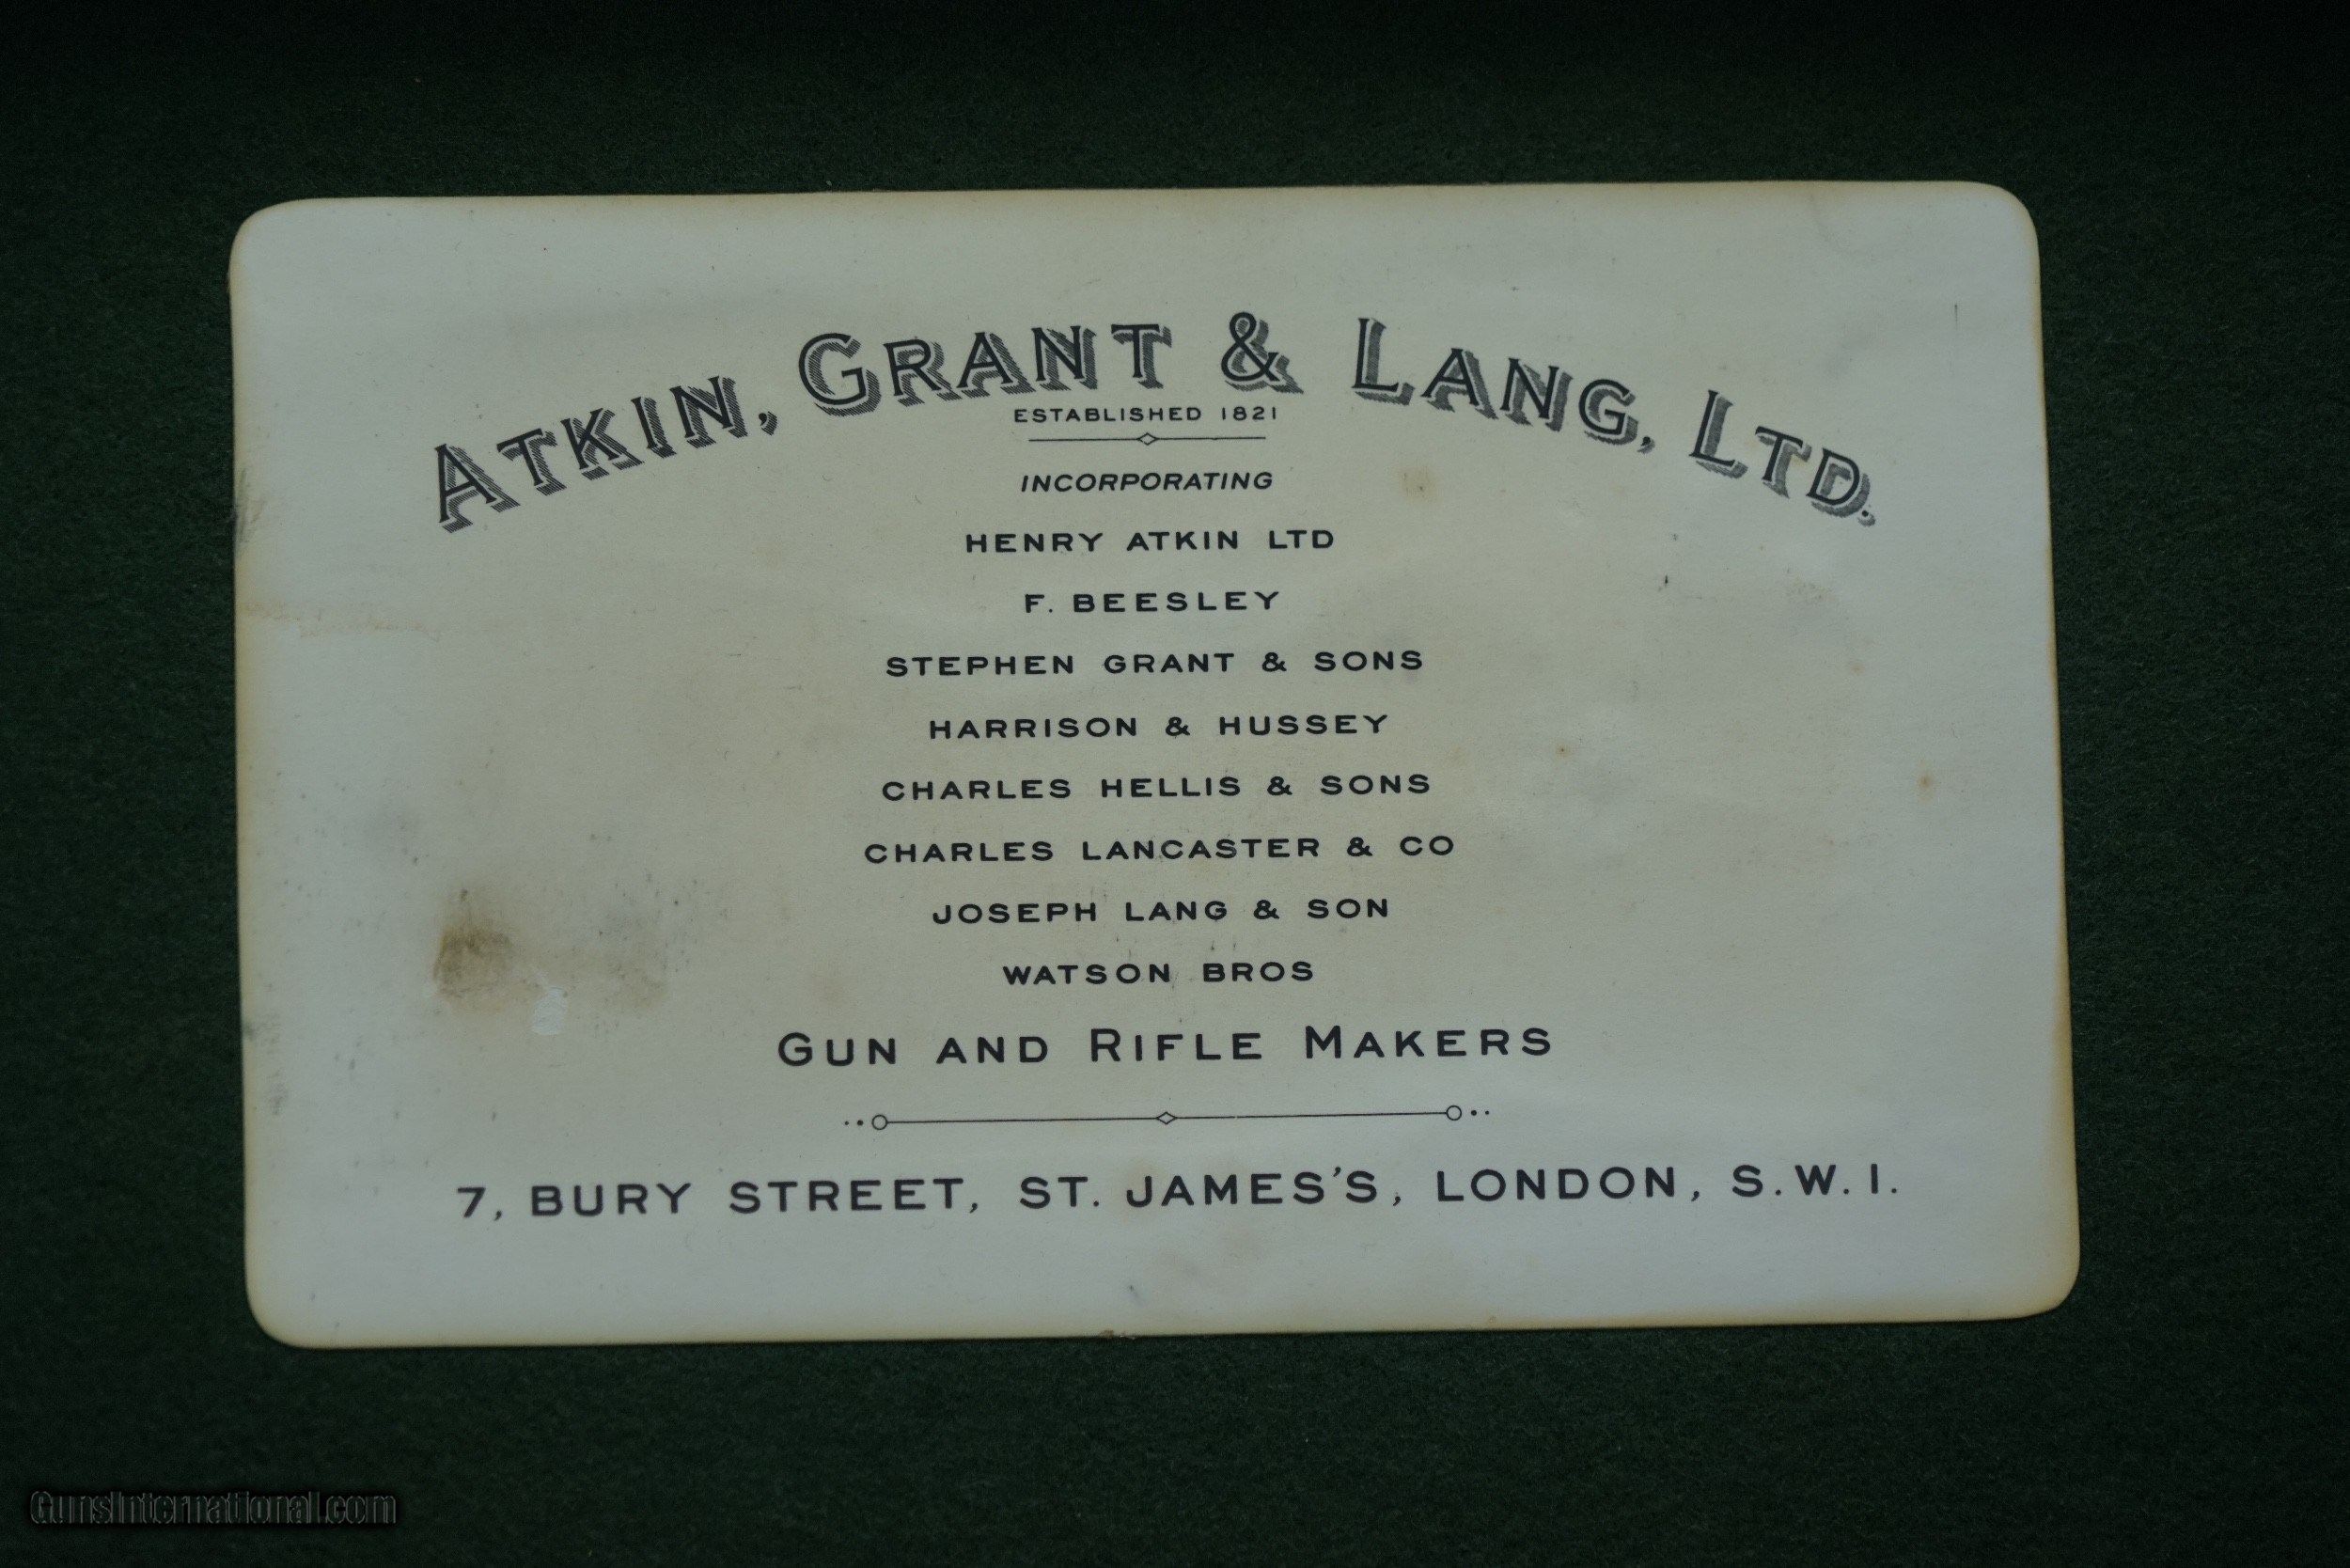 ATKIN, GRANT & LANG, LTD.
ESTABLISHED 1821
INCORPORATING
HENRY ATKIN LTD
F. BEESLEY
STEPHEN GRANT & SONS
HARRISON & HUSSEY
CHARLES HELLIS & SONS
CHARLES LANCASTER & CO
JOSEPH LANG & SON
WATSON BROS
GUN AND RIFLE MAKERS
7, BURY STREET, ST. JAMES'S, LONDON, S.W.1.
GunsInternational.com